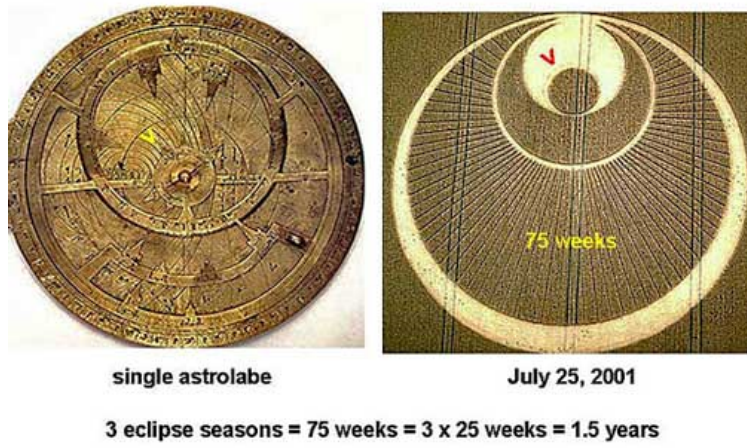 V
V
75 weeks
single astrolabe
July 25, 2001
3 eclipse seasons = 75 weeks = 3 x 25 weeks = 1.5 years